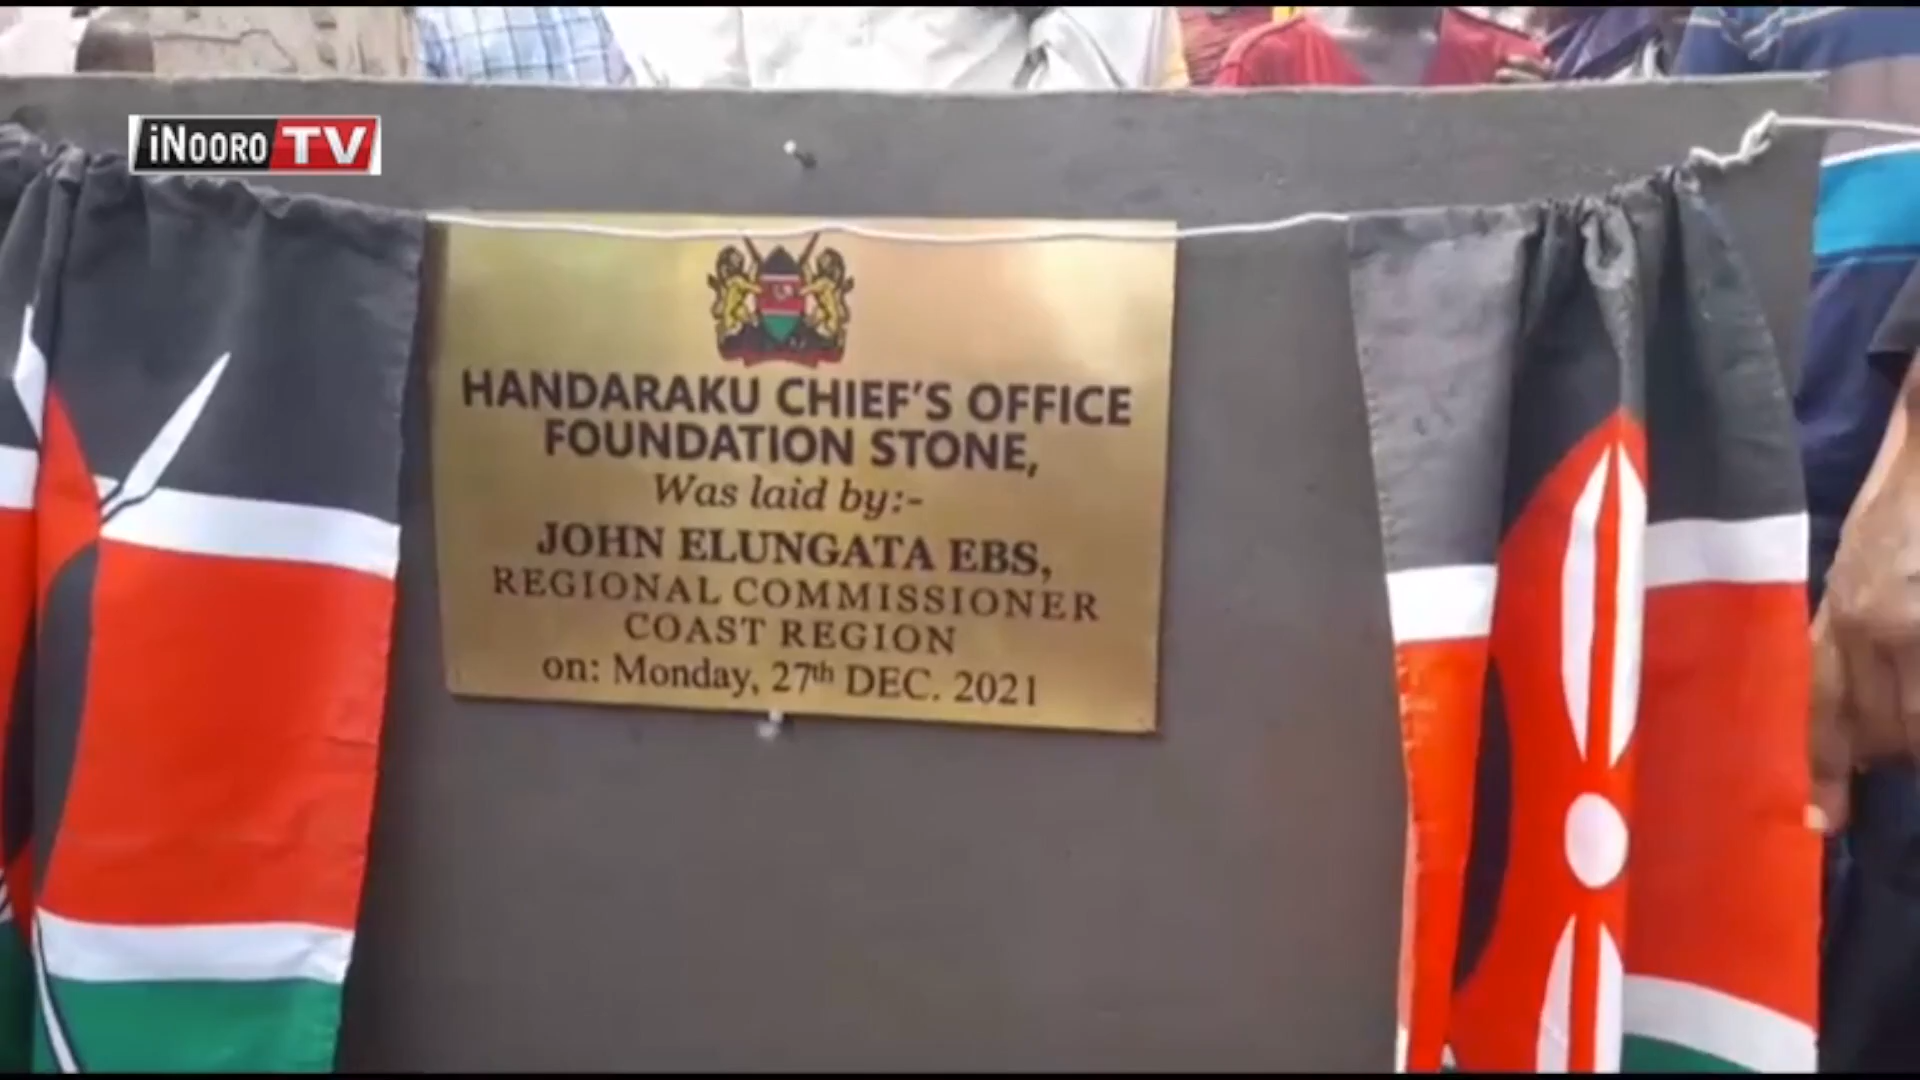 iNOORO TV
HANDARAKU CHIEF'S OFFICE
FOUNDATION STONE,
Was laid by:-
JOHN ELUNGATA EBS,
REGIONAL COMMISSIONER
COAST REGION
on: Monday, 27th DEC. 2021